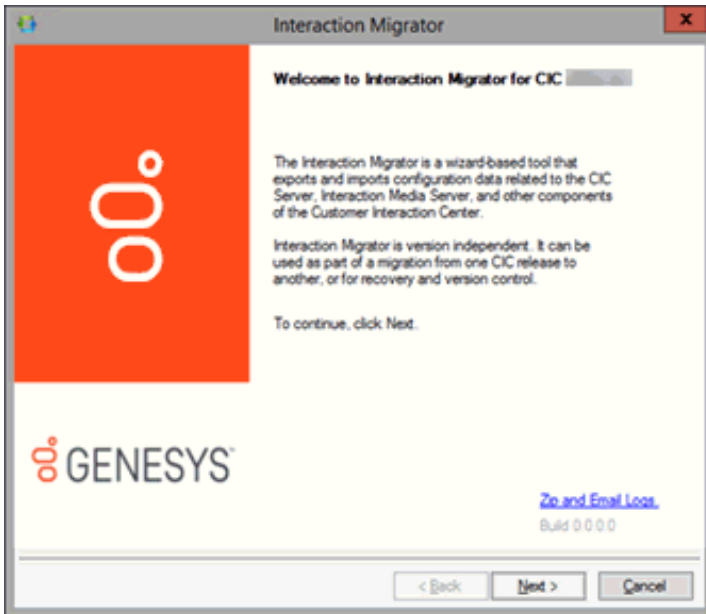 Interaction Migrator
x
Welcome to Interaction Migrator for CIC
The Interaction Migrator is a wizard-based tool that
exports and imports configuration data related to the CIC
Server, Interaction Media Server, and other components
of the Customer Interaction Center.
Interaction Migrator is version independent. It can be
used as part of a migration from one CIC release to
another, or for recovery and version control.
To continue, click Next.
GENESYS™
Zip and Email Logs.
Build 0.0.0.0
< Back
Next >
Cancel